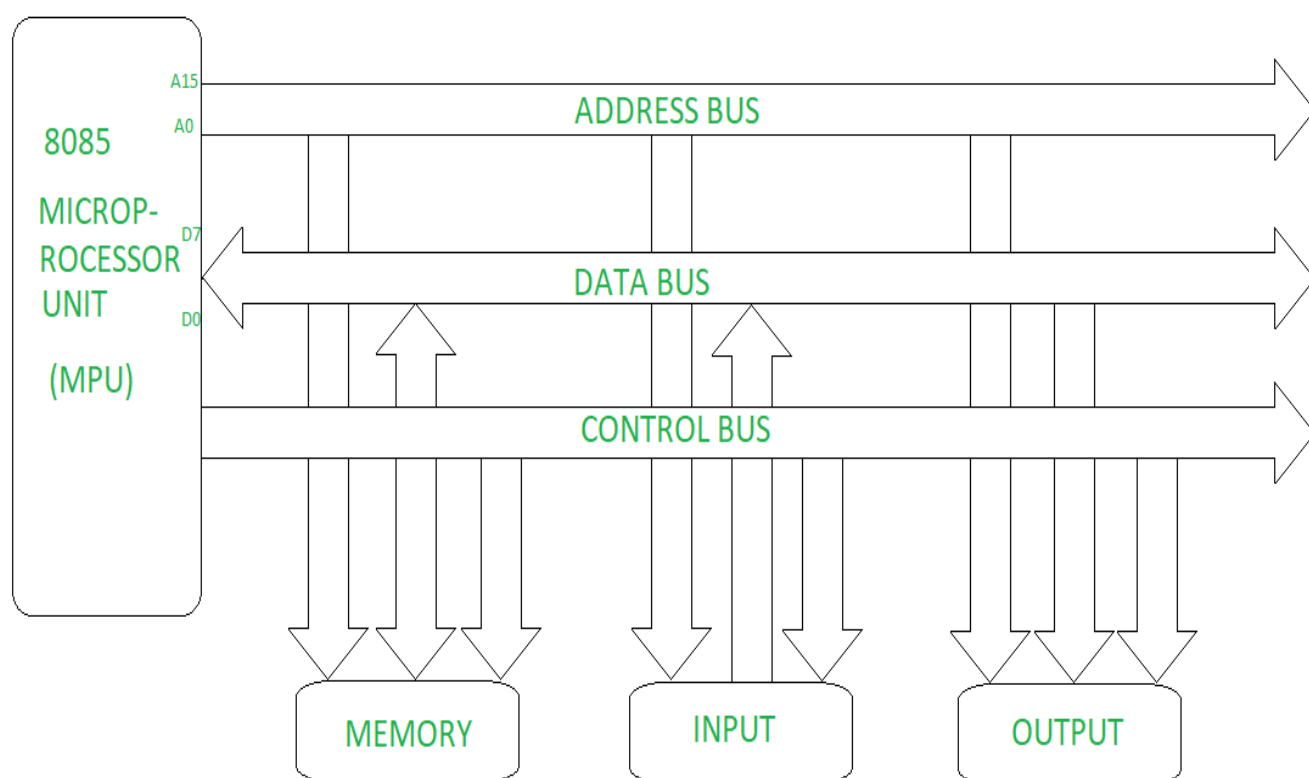 A15
ADDRESS BUS
A0
8085
MICROP-
D7
ROCESSOR
UNIT
DATA BUS
D0
(MPU)
CONTROL BUS
MEMORY
INPUT
OUTPUT